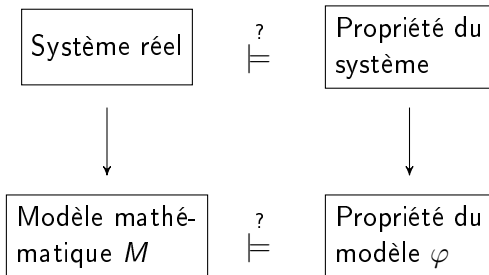 Système réel
?
⊨
Propriété du
système
Modèle mathé-
matique M
?
⊨
Propriété du
modèle φ